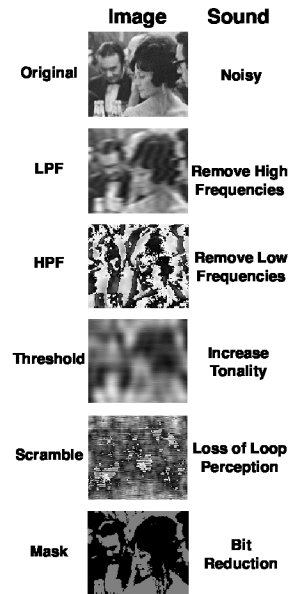 Image Sound
Original Noisy
LPF Remove High
Frequencies
HPF Remove Low
Frequencies
Threshold Increase
Tonality
Scramble Loss of Loop
Perception
Mask Bit
Reduction